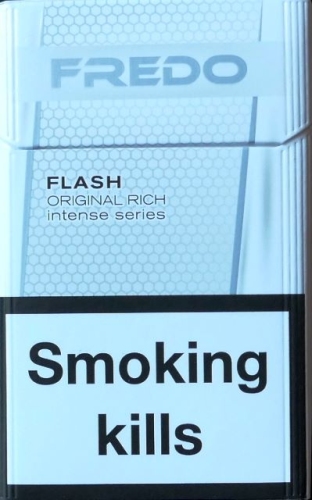 FREDO
FLASH
ORIGINAL RICH
intense series
Smoking
kills